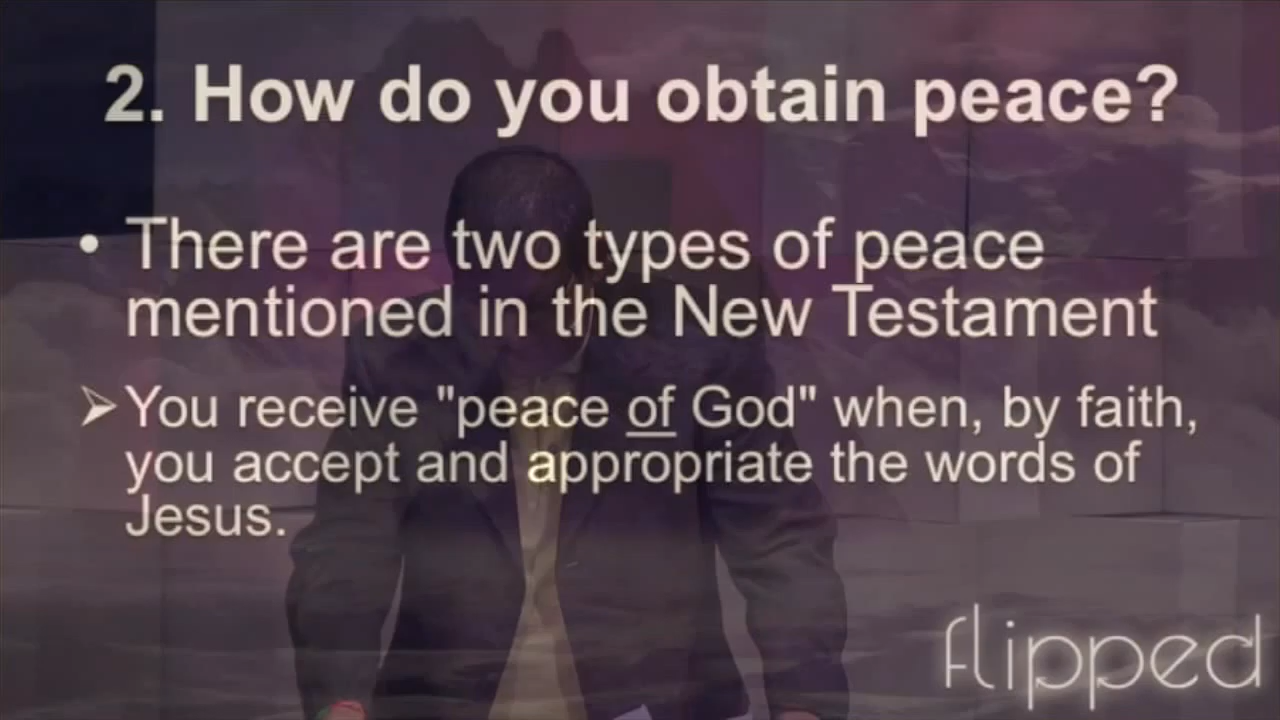 2. How do you obtain peace?
• There are two types of peace
mentioned in the New Testament
➢ You receive "peace of God" when, by faith,
you accept and appropriate the words of
Jesus.
flipped